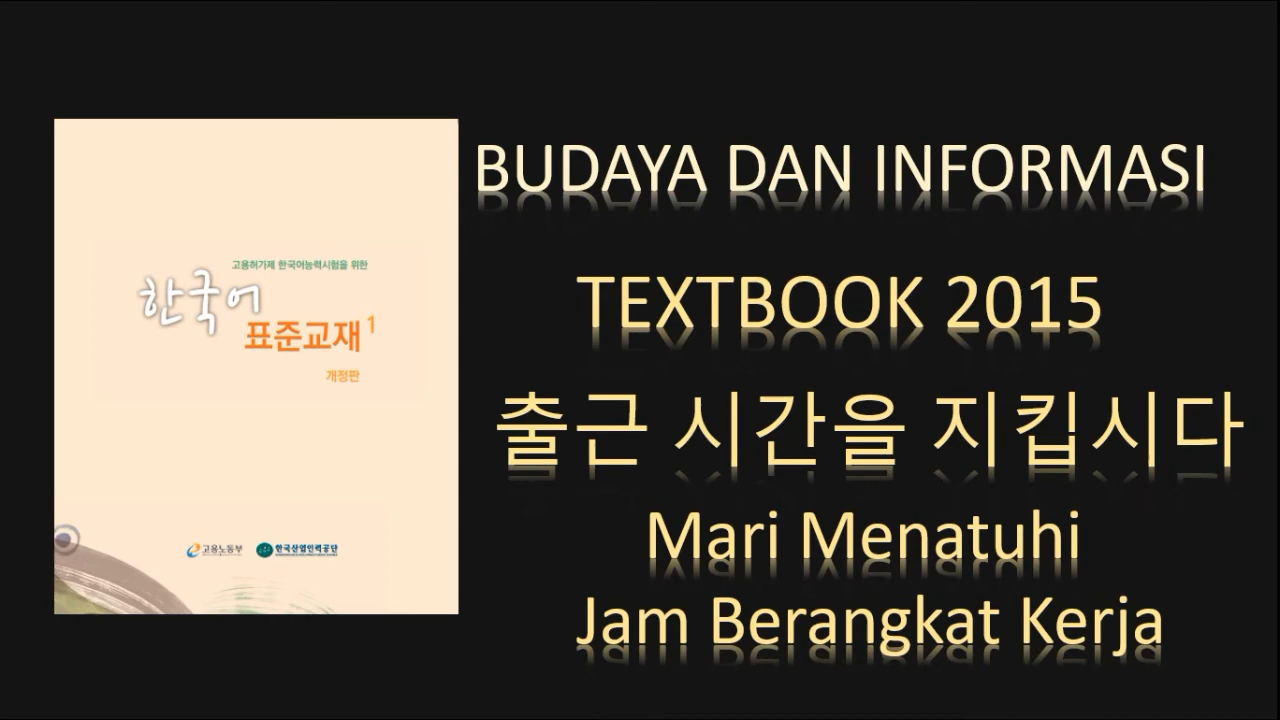 고용허가제 한국어능력시험을 위한
한국어
표준교재 1
개정판
고용노동부 한국산업인력공단
BUDAYA DAN INFORMASI
TEXTBOOK 2015
출근 시간을 지킵시다
Mari Menatuhi
Jam Berangkat Kerja